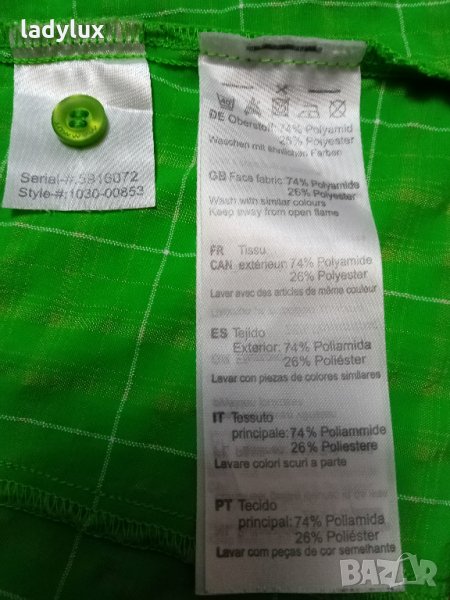 ladylux
Serial-#:5916072
Style-#:1030-00853
DE Oberstoff: 74% Polyamid
26% Polyester
Waschen mit ähnlichen Farben
GB Face fabric: 74% Polyamide
26% Polyester
Wash with similar colours
Keep away from open flame
FR Tissu
CAN extérieur: 74% Polyamide
26% Polyester
Laver avec des articles de même couleur
ES Tejido
Exterior: 74% Poliamida
26% Poliéster
Lavar con piezas de colores similares
IT Tessuto
principale: 74% Poliammide
26% Poliestere
Lavare colori scuri a parte
PT Tecido
principal: 74% Poliamida
26% Poliéster
Lavar com peças de cor semelhante
BAZAR